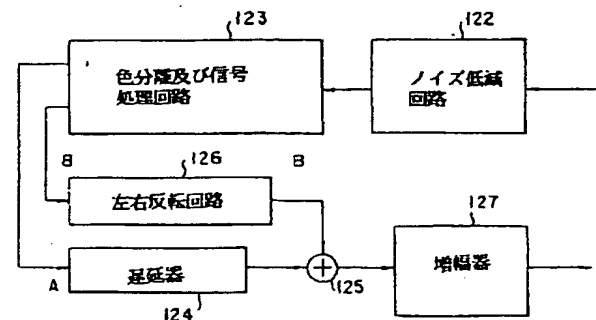 123
122
色分離及び信号
処理回路
ノイズ低減
回路
B
126
B
127
左右反転回路
増幅器
遅延器
A
125
124